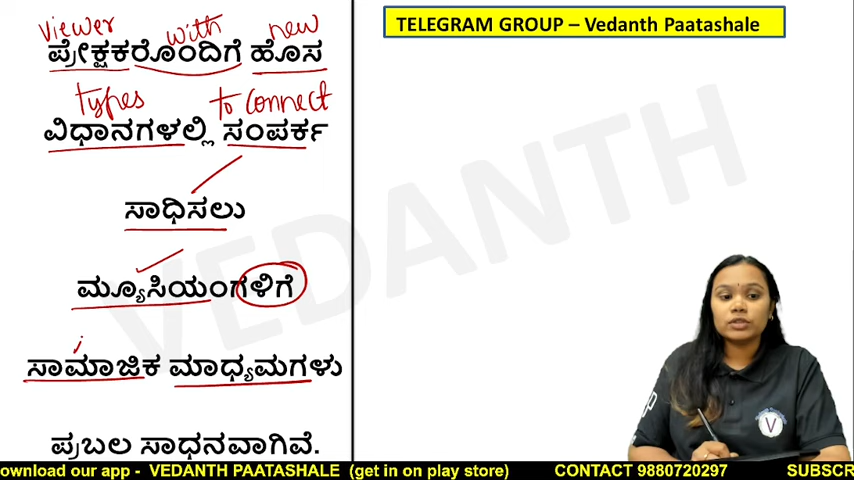 viewer with new
ಪ್ರೇಕ್ಷಕರೊಂದಿಗೆ ಹೊಸ
types to connect
ವಿಧಾನಗಳಲ್ಲಿ ಸಂಪರ್ಕ
ಸಾಧಿಸಲು
ಮ್ಯೂಸಿಯಂಗಳಿಗೆ
ಸಾಮಾಜಿಕ ಮಾಧ್ಯಮಗಳು
ಪ್ರಬಲ ಸಾಧನವಾಗಿವೆ.
TELEGRAM GROUP – Vedanth Paatashale
VEDANTH
V
ownload our app - VEDANTH PAATASHALE (get in on play store) CONTACT 9880720297 SUBSCR